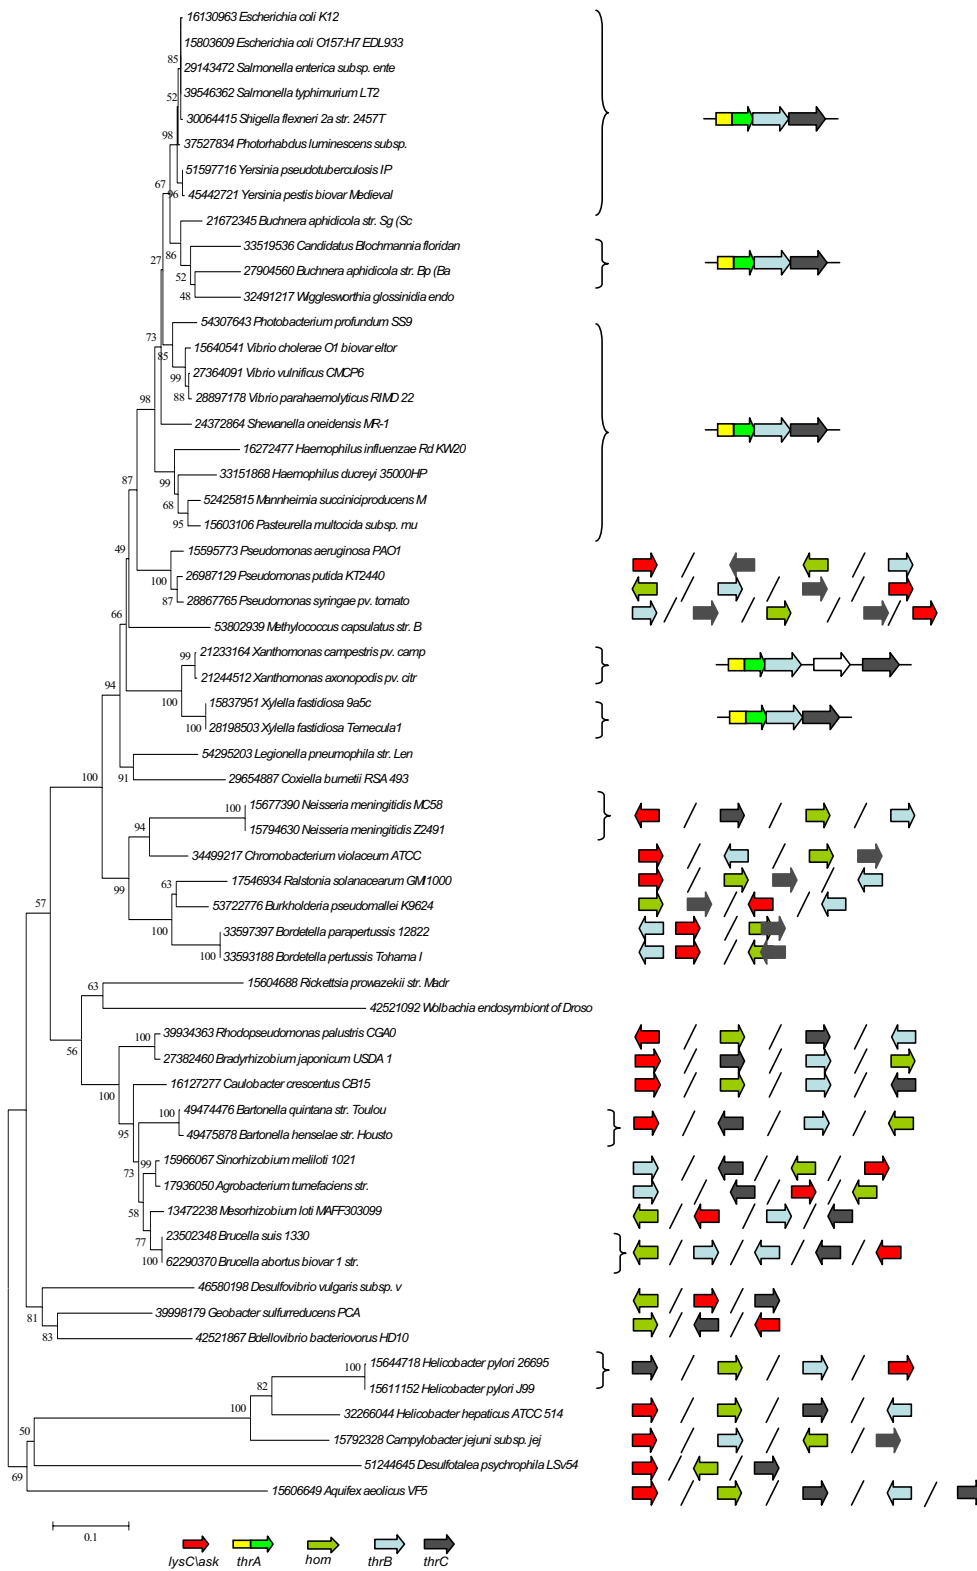 16130963 Escherichia coli K12
15803609 Escherichia coli O157:H7 EDL933
85
29143472 Salmonella enterica subsp. ente
39546362 Salmonella typhimurium LT2
52
30064415 Shigella flexneri 2a str. 2457T
98
37527834 Photorhabdus luminescens subsp.
51597716 Yersinia pseudotuberculosis IP
67
96
45442721 Yersinia pestis biovar Medieval
21672345 Buchnera aphidicola str. Sg (Sc
33519536 Candidatus Blochmannia floridan
86
27
27904560 Buchnera aphidicola str. Bp (Ba
52
48
32491217 Wigglesworthia glossinidia endo
54307643 Photobacterium profundum SS9
73
15640541 Vibrio cholerae O1 biovar eltor
85
27364091 Vibrio vulnificus CMCP6
99
88
28897178 Vibrio parahaemolyticus RIMD 22
98
24372864 Shewanella oneidensis MR-1
16272477 Haemophilus influenzae Rd KW20
33151868 Haemophilus ducreyi 35000HP
87
99
52425815 Mannheimia succiniciproducens M
68
95
15603106 Pasteurella multocida subsp. mu
49
15595773 Pseudomonas aeruginosa PAO1
100
26987129 Pseudomonas putida KT2440
87
28867765 Pseudomonas syringae pv. tomato
66
53802939 Methylococcus capsulatus str. B
99
21233164 Xanthomonas campestris pv. camp
21244512 Xanthomonas axonopodis pv. citr
94
100
15837951 Xylella fastidiosa 9a5c
100
28198503 Xylella fastidiosa Temecula1
54295203 Legionella pneumophila str. Len
100
91
29654887 Coxiella burnetii RSA 493
15677390 Neisseria meningitidis MC58
100
94
15794630 Neisseria meningitidis Z2491
34499217 Chromobacterium violaceum ATCC
99
63
17546934 Ralstonia solanacearum GMI1000
57
53722776 Burkholderia pseudomallei K9624
100
33597397 Bordetella parapertussis 12822
100
33593188 Bordetella pertussis Tohama I
63
15604688 Rickettsia prowazekii str. Madr
42521092 Wolbachia endosymbiont of Droso
56
39934363 Rhodopseudomonas palustris CGA0
100
27382460 Bradyrhizobium japonicum USDA 1
100
16127277 Caulobacter crescentus CB15
49474476 Bartonella quintana str. Toulou
100
95
49475878 Bartonella henselae str. Housto
15966067 Sinorhizobium meliloti 1021
99
73
17936050 Agrobacterium tumefaciens str.
58
13472238 Mesorhizobium loti MAFF303099
77
23502348 Brucella suis 1330
100
62290370 Brucella abortus biovar 1 str.
46580198 Desulfovibrio vulgaris subsp. v
81
39998179 Geobacter sulfurreducens PCA
83
42521867 Bdellovibrio bacteriovorus HD10
100
15644718 Helicobacter pylori 26695
82
15611152 Helicobacter pylori J99
100
32266044 Helicobacter hepaticus ATCC 514
50
15792328 Campylobacter jejuni subsp. jej
51244645 Desulfotalea psychrophila LSv54
69
15606649 Aquifex aeolicus VF5
0.1
lysC\ask thrA hom thrB thrC